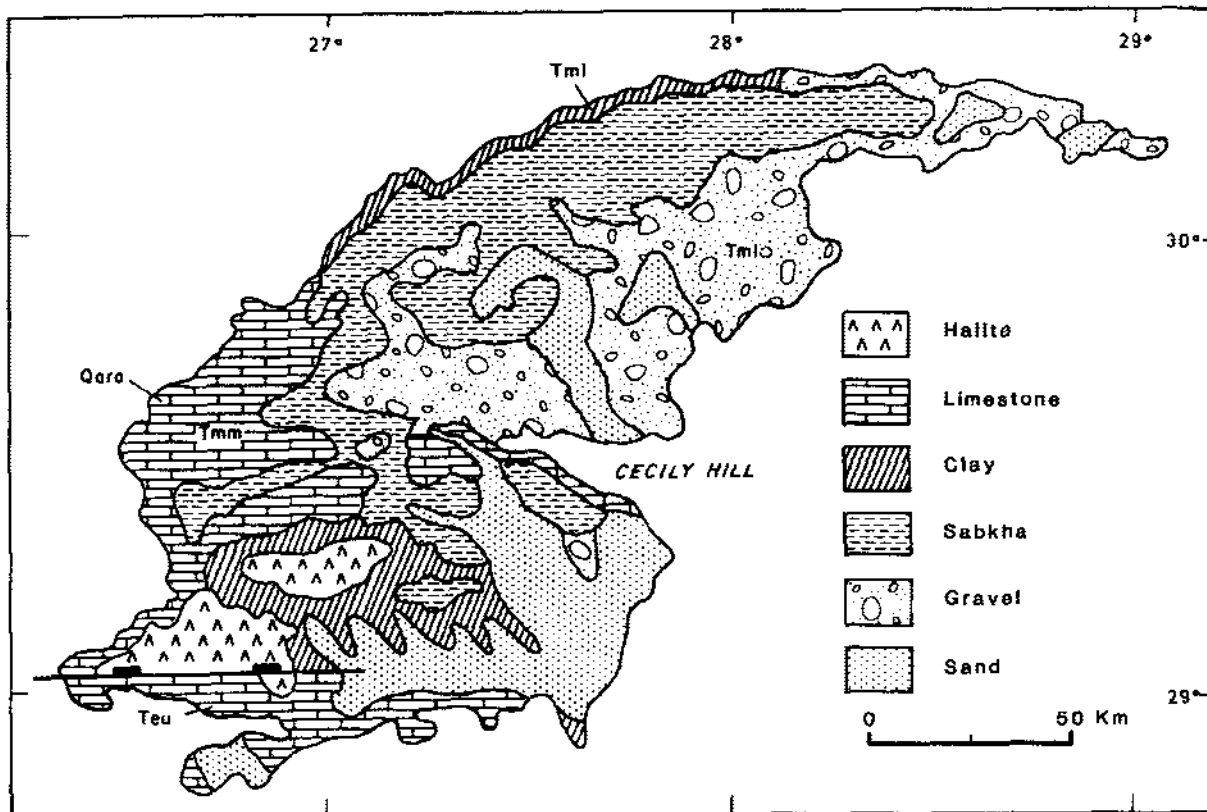 27°
28°
29°
Tml
30°
Tmlo
Halite
Qara
Limestone
Tmm
Clay
CECILY HILL
Sabkha
Gravel
Sand
29°
Teu
0 50 Km